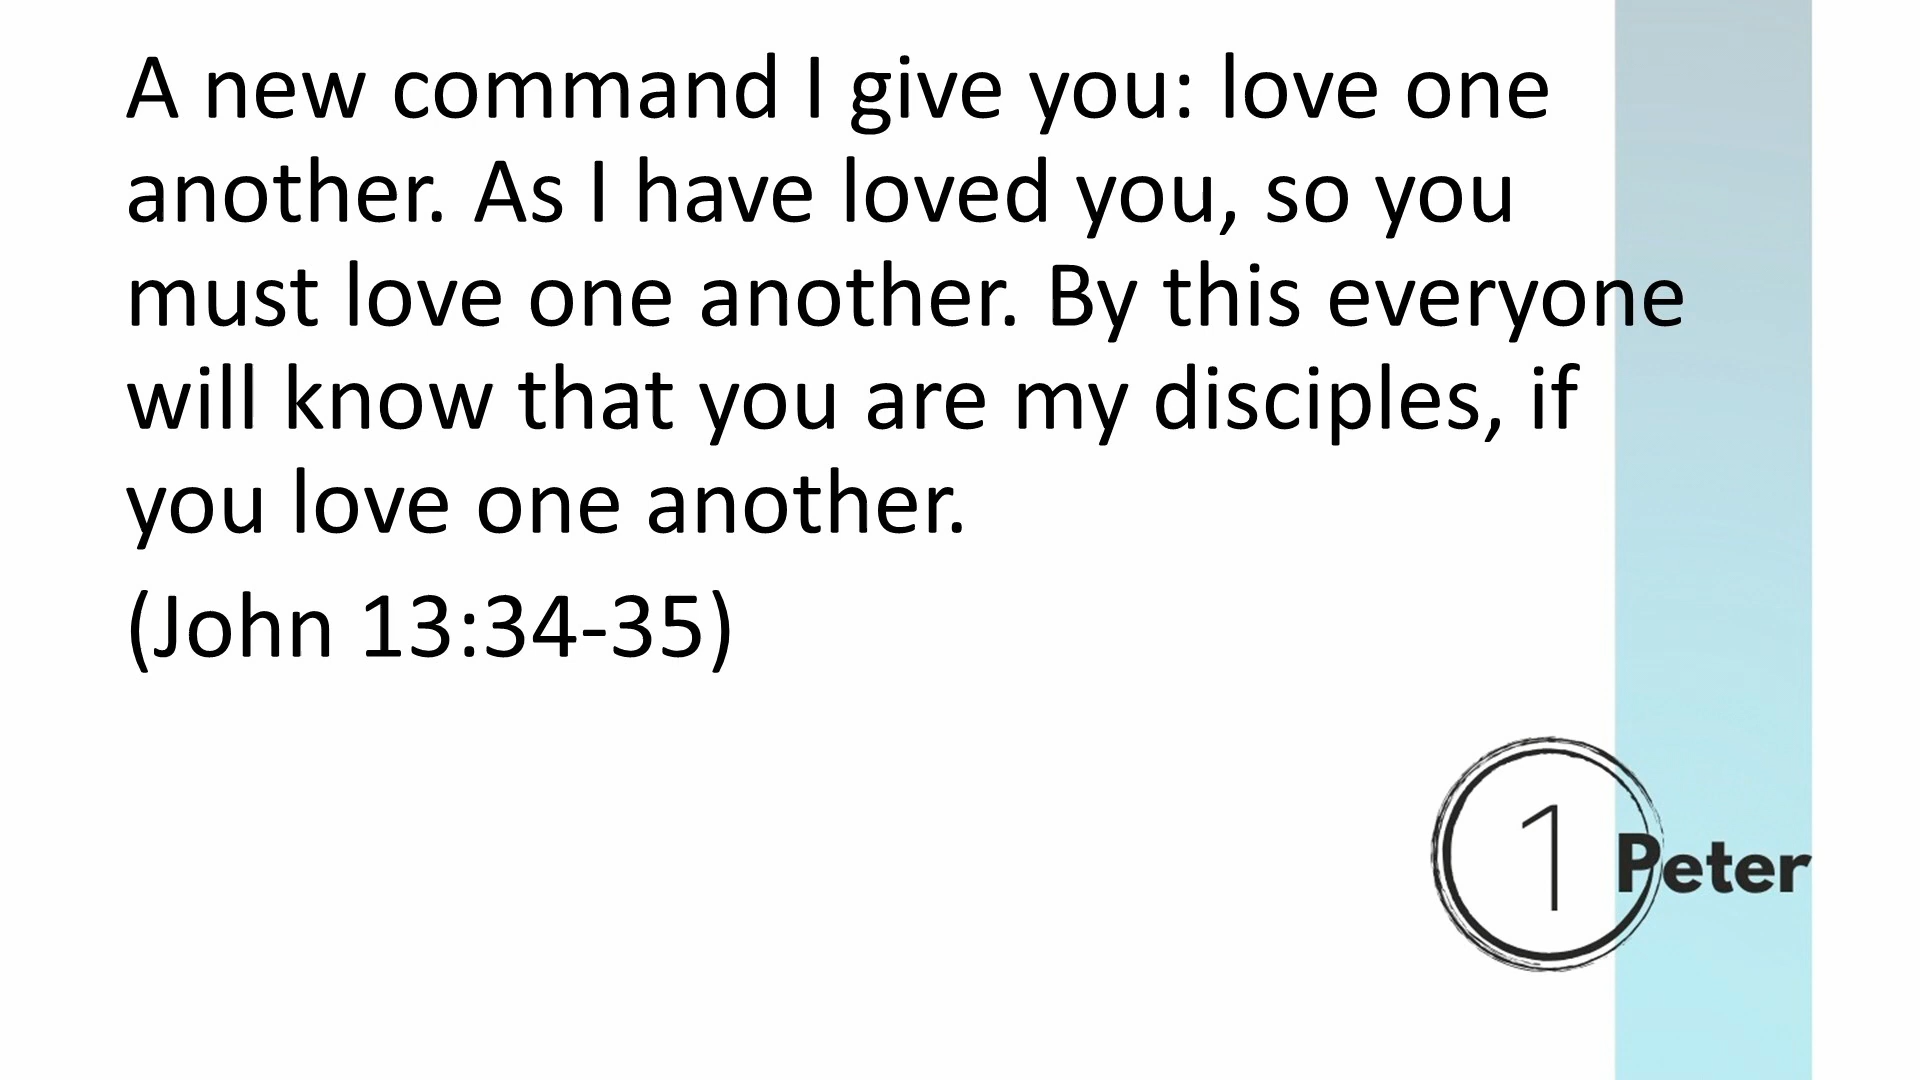 A new command I give you: love one
another. As I have loved you, so you
must love one another. By this everyone
will know that you are my disciples, if
you love one another.
(John 13:34-35)
1 Peter